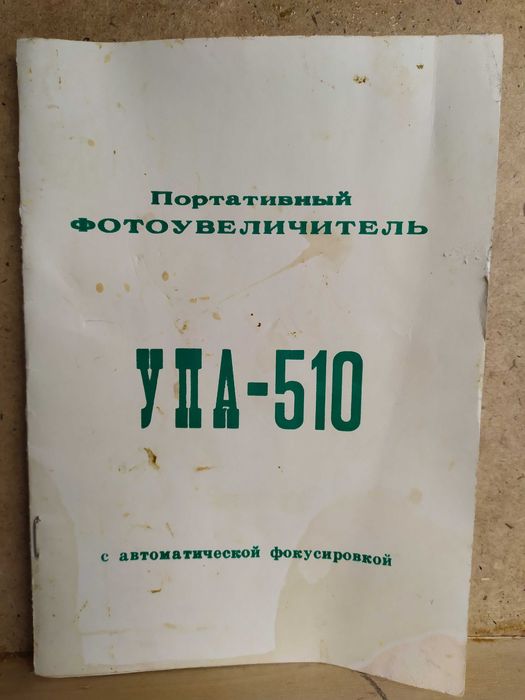 Портативный
ФОТОУВЕЛИЧИТЕЛЬ
УПА-510
с автоматической фокусировкой